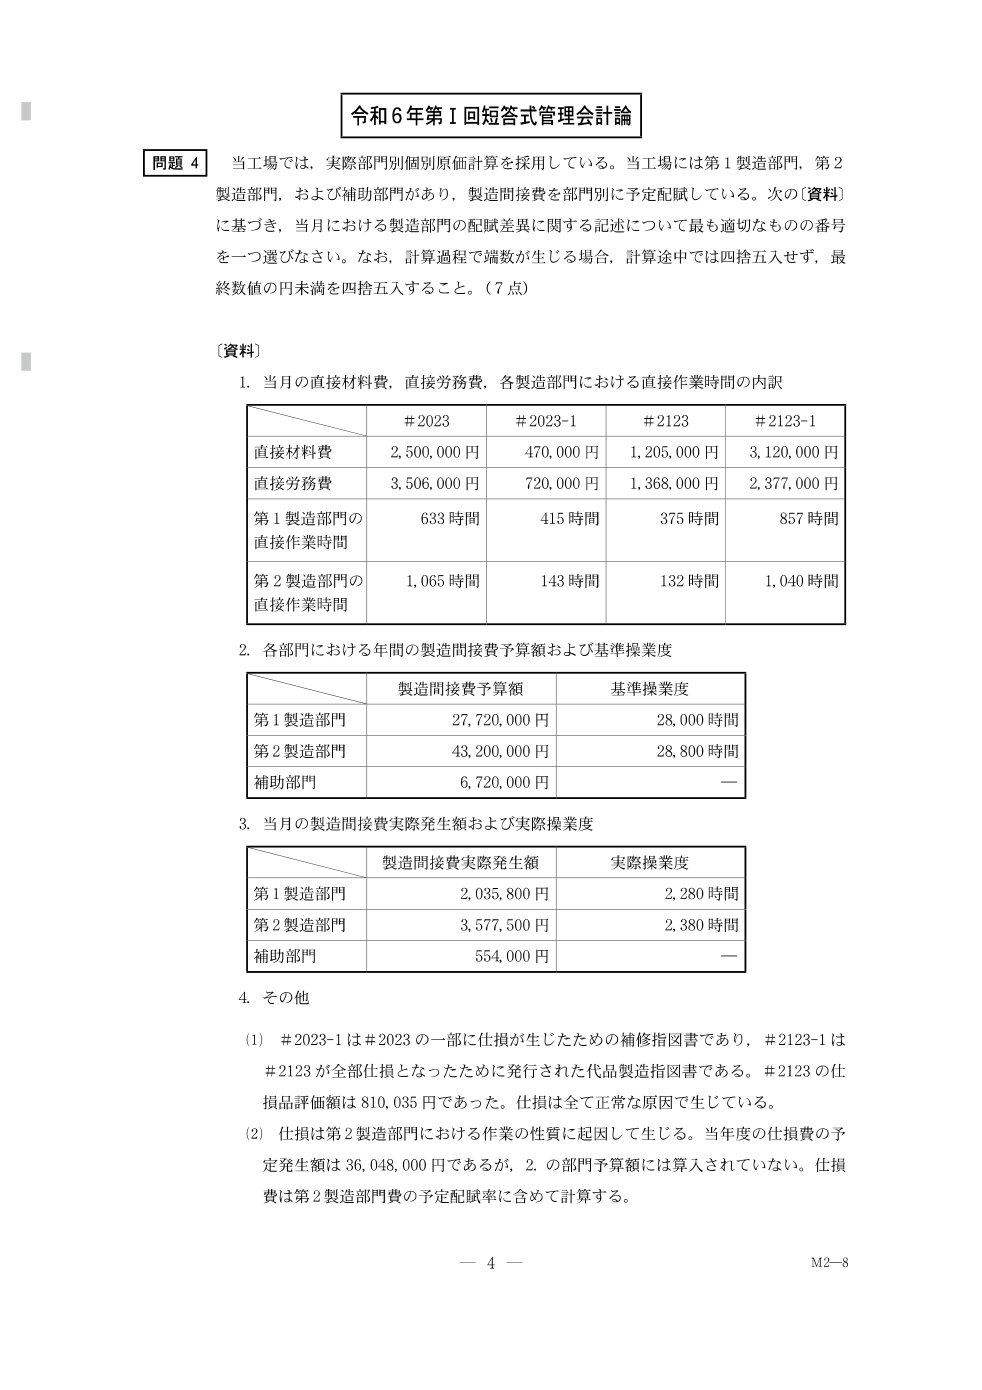 令和6年第Ⅰ回短答式管理会計論
問題 4 当工場では，実際部門別個別原価計算を採用している。当工場には第1製造部門，第2
製造部門，および補助部門があり，製造間接費を部門別に予定配賦している。次の〔資料〕
に基づき，当月における製造部門の配賦差異に関する記述について最も適切なものの番号
を一つ選びなさい。なお，計算過程で端数が生じる場合，計算途中では四捨五入せず，最
終数値の円未満を四捨五入すること。（7点）
〔資料〕
1. 当月の直接材料費，直接労務費，各製造部門における直接作業時間の内訳
＃2023 ＃2023-1 ＃2123 ＃2123-1
直接材料費 2,500,000円 470,000円 1,205,000円 3,120,000円
直接労務費 3,506,000円 720,000円 1,368,000円 2,377,000円
第1製造部門の 633時間 415時間 375時間 857時間
直接作業時間
第2製造部門の 1,065時間 143時間 132時間 1,040時間
直接作業時間
2. 各部門における年間の製造間接費予算額および基準操業度
製造間接費予算額 基準操業度
第1製造部門 27,720,000円 28,000時間
第2製造部門 43,200,000円 28,800時間
補助部門 6,720,000円 ―
3. 当月の製造間接費実際発生額および実際操業度
製造間接費実際発生額 実際操業度
第1製造部門 2,035,800円 2,280時間
第2製造部門 3,577,500円 2,380時間
補助部門 554,000円 ―
4. その他
⑴ ＃2023-1は＃2023の一部に仕損が生じたための補修指図書であり，＃2123-1は
＃2123が全部仕損となったために発行された代品製造指図書である。＃2123の仕
損品評価額は810,035円であった。仕損は全て正常な原因で生じている。
⑵ 仕損は第2製造部門における作業の性質に起因して生じる。当年度の仕損費の予
定発生額は36,048,000円であるが，2. の部門予算額には算入されていない。仕損
費は第2製造部門費の予定配賦率に含めて計算する。
― 4 ―
M2―8